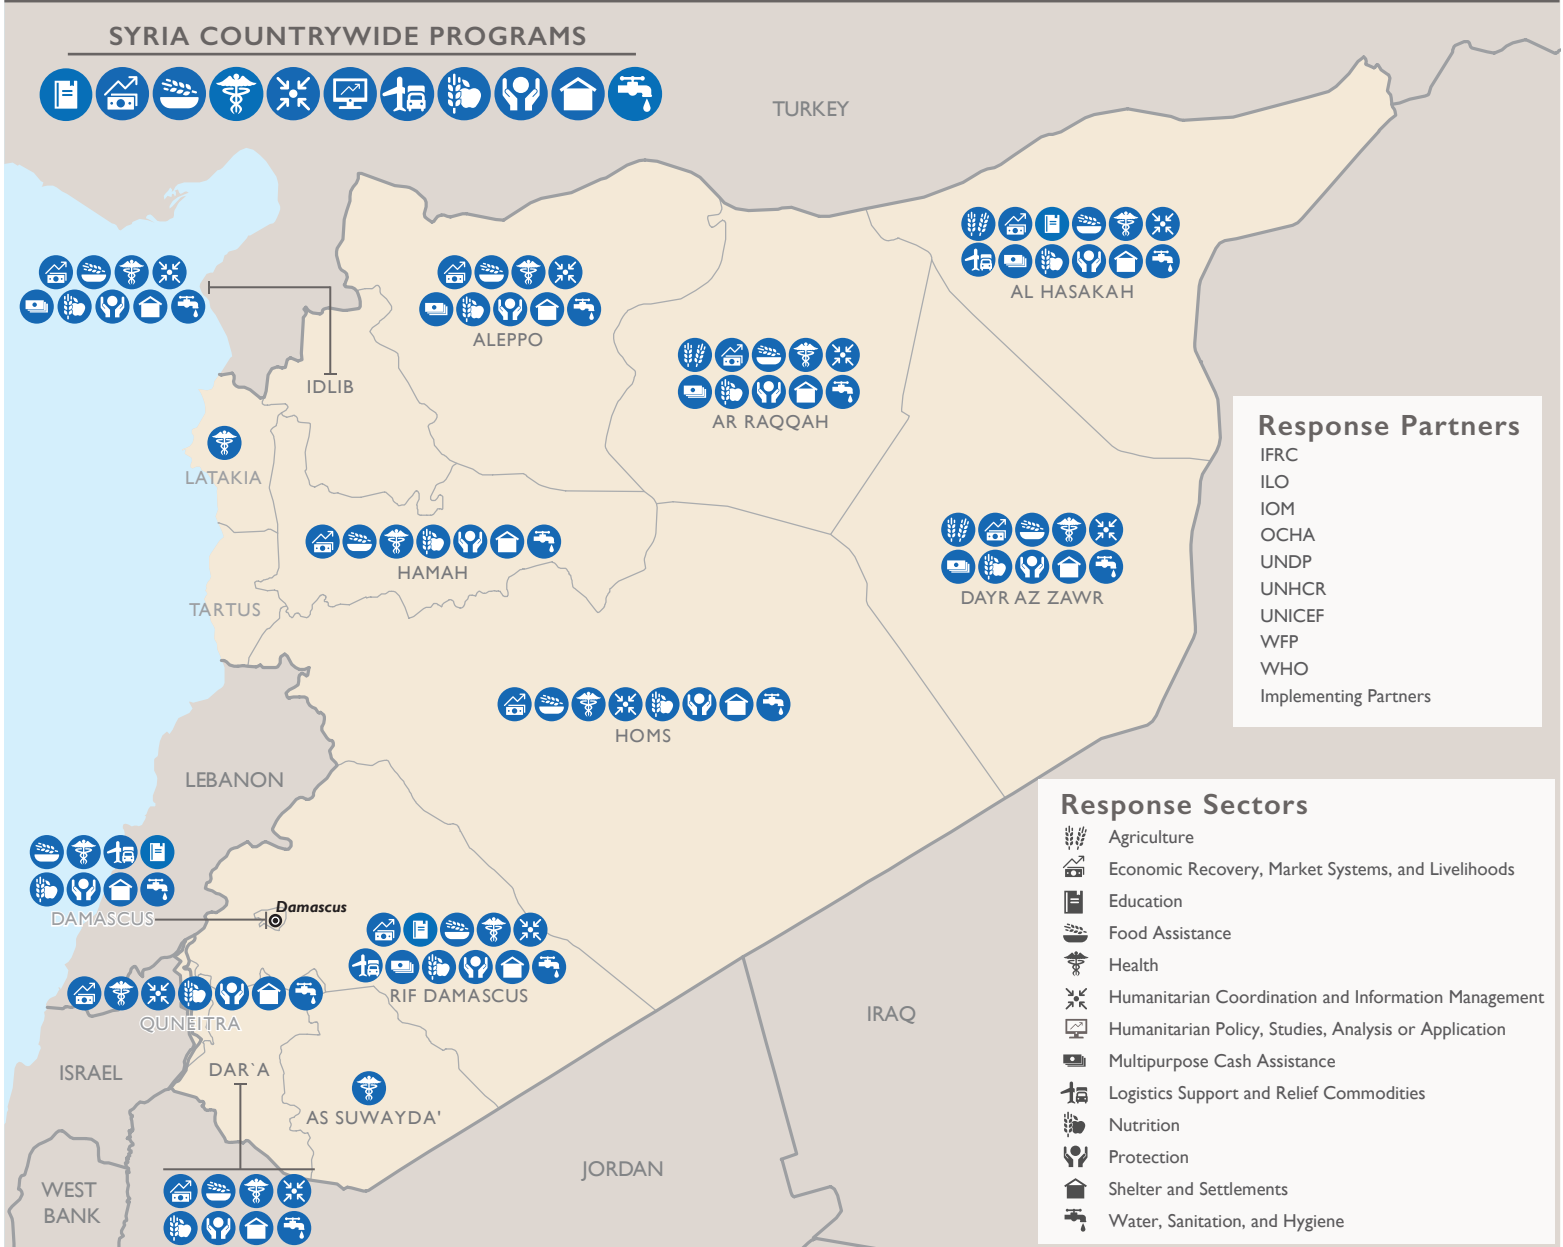 SYRIA COUNTRYWIDE PROGRAMS
TURKEY
AL HASAKAH
ALEPPO
IDLIB
AR RAQQAH
LATAKIA
HAMAH
DAYR AZ ZAWR
TARTUS
HOMS
LEBANON
DAMASCUS
Damascus
RIF DAMASCUS
QUNEITRA
IRAQ
ISRAEL
DAR`A
AS SUWAYDA'
JORDAN
WEST
BANK
Response Partners
IFRC
ILO
IOM
OCHA
UNDP
UNHCR
UNICEF
WFP
WHO
Implementing Partners
Response Sectors
Agriculture
Economic Recovery, Market Systems, and Livelihoods
Education
Food Assistance
Health
Humanitarian Coordination and Information Management
Humanitarian Policy, Studies, Analysis or Application
Multipurpose Cash Assistance
Logistics Support and Relief Commodities
Nutrition
Protection
Shelter and Settlements
Water, Sanitation, and Hygiene